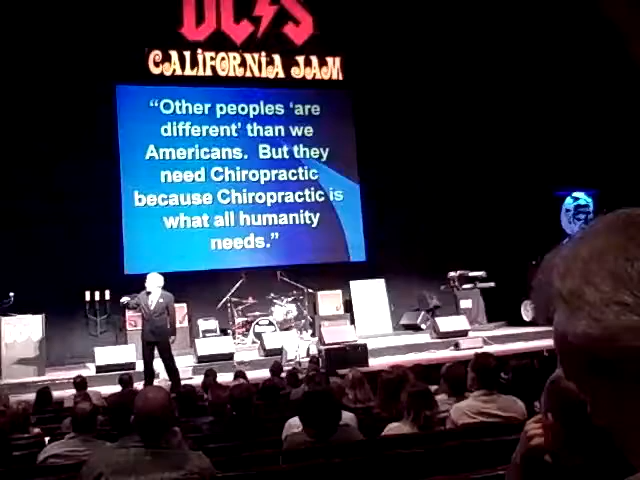 DC⚡S
CALIFORNIA JAM
“Other peoples ‘are
different’ than we
Americans.  But they
need Chiropractic
because Chiropractic is
what all humanity
needs.”